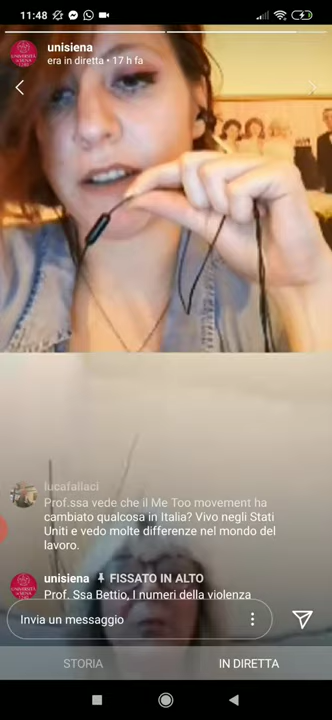 11:48
unisiena
era in diretta • 17 h fa
lucafallaci
Prof.ssa vede che il Me Too movement ha
cambiato qualcosa in Italia? Vivo negli Stati
Uniti e vedo molte differenze nel mondo del
lavoro.
unisiena FISSATO IN ALTO
Prof. Ssa Bettio, I numeri della violenza
Invia un messaggio
STORIA IN DIRETTA